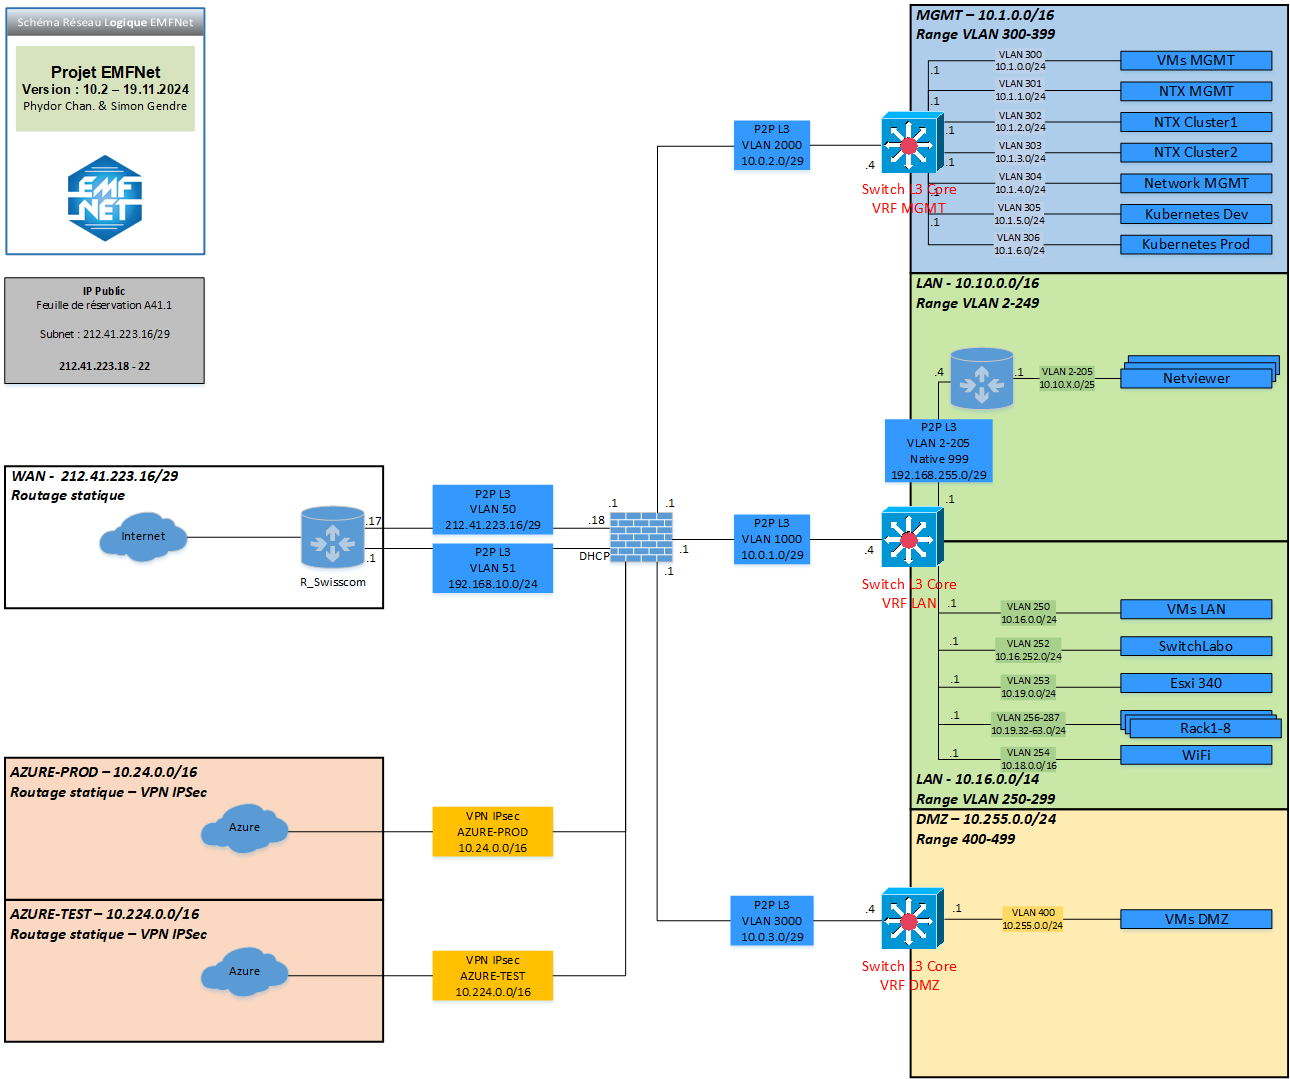 Schéma Réseau Logique EMFNet
Projet EMFNet
Version : 10.2 – 19.11.2024
Phydor Chan. & Simon Gendre
EMF
NET
IP Public
Feuille de réservation A41.1
Subnet : 212.41.223.16/29
212.41.223.18 - 22
WAN - 212.41.223.16/29
Routage statique
Internet
R_Swisscom
.17
.1
P2P L3
VLAN 50
212.41.223.16/29
P2P L3
VLAN 51
192.168.10.0/24
.18
DHCP
.1
.1
.1
.1
AZURE-PROD – 10.24.0.0/16
Routage statique – VPN IPSec
Azure
VPN IPsec
AZURE-PROD
10.24.0.0/16
AZURE-TEST – 10.224.0.0/16
Routage statique – VPN IPSec
Azure
VPN IPsec
AZURE-TEST
10.224.0.0/16
P2P L3
VLAN 2000
10.0.2.0/29
.4
Switch L3 Core
VRF MGMT
MGMT – 10.1.0.0/16
Range VLAN 300-399
.1
VLAN 300
10.1.0.0/24
VMs MGMT
.1
VLAN 301
10.1.1.0/24
NTX MGMT
.1
VLAN 302
10.1.2.0/24
NTX Cluster1
.1
VLAN 303
10.1.3.0/24
NTX Cluster2
.1
VLAN 304
10.1.4.0/24
Network MGMT
.1
VLAN 305
10.1.5.0/24
Kubernetes Dev
VLAN 306
10.1.6.0/24
Kubernetes Prod
LAN - 10.10.0.0/16
Range VLAN 2-249
.4
.1
VLAN 2-205
10.10.X.0/25
Netviewer
P2P L3
VLAN 2-205
Native 999
192.168.255.0/29
.1
P2P L3
VLAN 1000
10.0.1.0/29
.4
Switch L3 Core
VRF LAN
.1
VLAN 250
10.16.0.0/24
VMs LAN
.1
VLAN 252
10.16.252.0/24
SwitchLabo
.1
VLAN 253
10.19.0.0/24
Esxi 340
.1
VLAN 256-287
10.19.32-63.0/24
Rack1-8
.1
VLAN 254
10.18.0.0/16
WiFi
LAN - 10.16.0.0/14
Range VLAN 250-299
DMZ – 10.255.0.0/24
Range 400-499
P2P L3
VLAN 3000
10.0.3.0/29
.4
Switch L3 Core
VRF DMZ
.1
VLAN 400
10.255.0.0/24
VMs DMZ